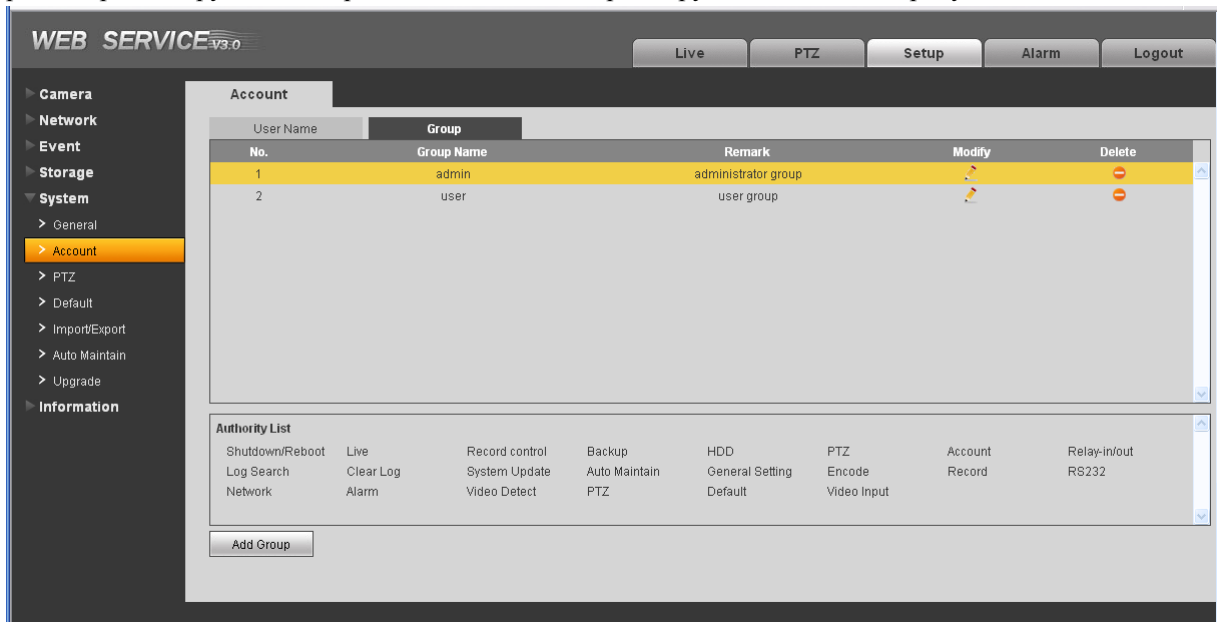 WEB SERVICE V3.0
Live PTZ Setup Alarm Logout
Camera
Network
Event
Storage
System
General
Account
PTZ
Default
Import/Export
Auto Maintain
Upgrade
Information
Account
User Name Group
No. Group Name Remark Modify Delete
1 admin administrator group
2 user user group
Authority List
Shutdown/Reboot Live Record control Backup HDD PTZ Account Relay-in/out
Log Search Clear Log System Update Auto Maintain General Setting Encode Record RS232
Network Alarm Video Detect PTZ Default Video Input
Add Group